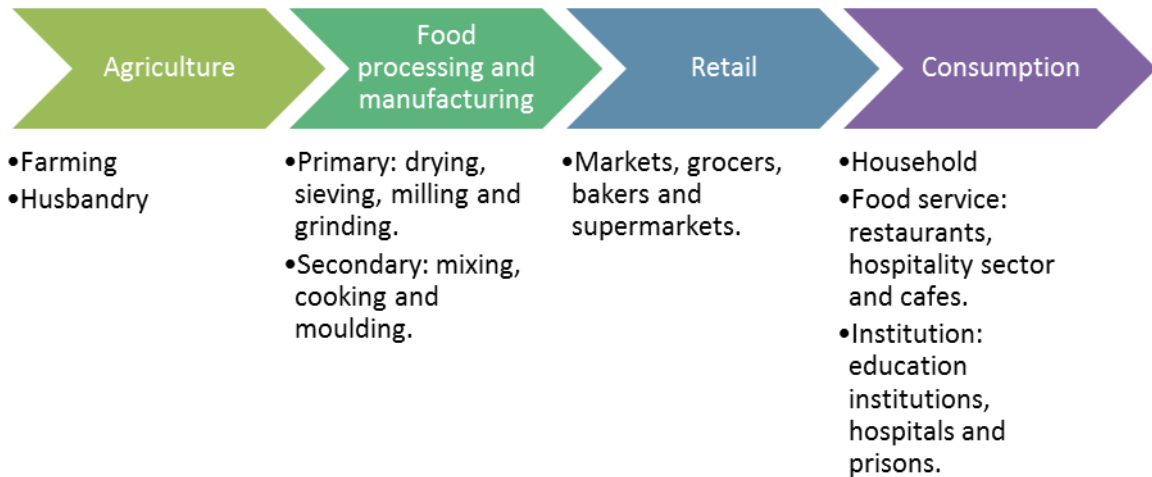 Agriculture
Food
processing and
manufacturing
Retail
Consumption
•Farming
•Husbandry
•Primary: drying,
sieving, milling and
grinding.
•Secondary: mixing,
cooking and
moulding.
•Markets, grocers,
bakers and
supermarkets.
•Household
•Food service:
restaurants,
hospitality sector
and cafes.
•Institution:
education
institutions,
hospitals and
prisons.